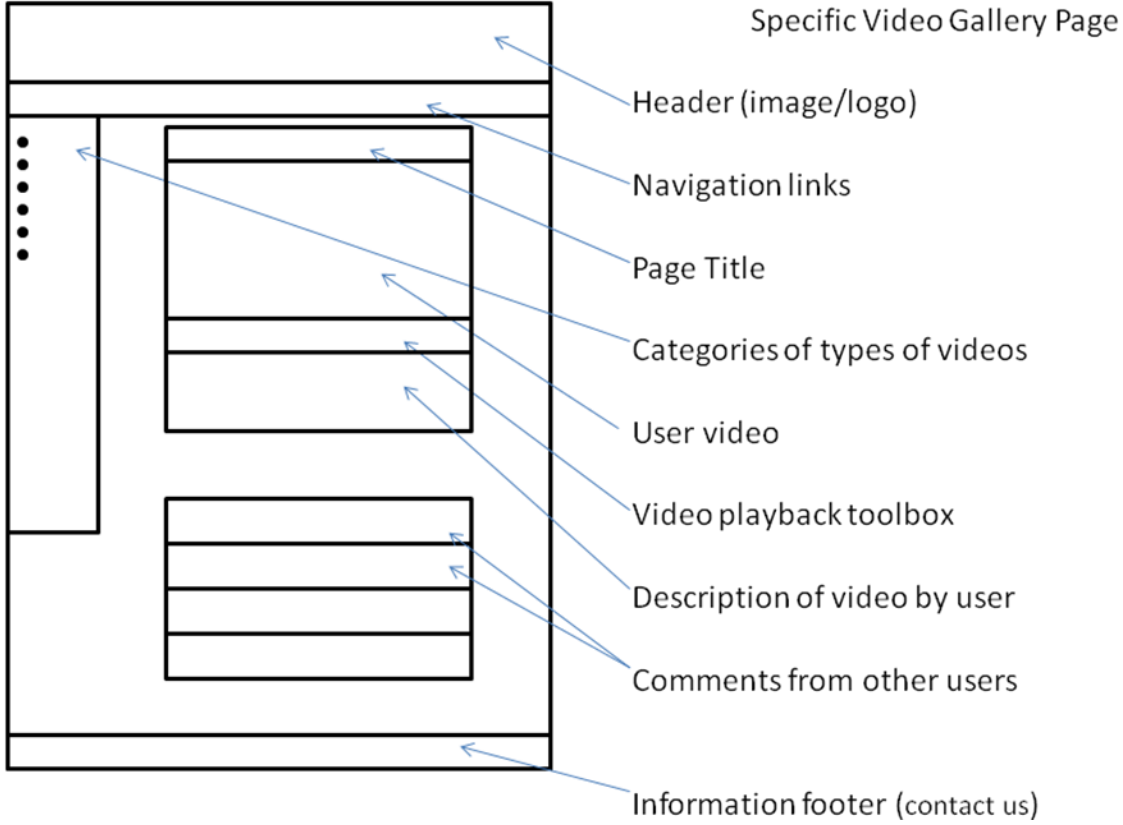 Specific Video Gallery Page
Header (image/logo)
Navigation links
Page Title
Categories of types of videos
User video
Video playback toolbox
Description of video by user
Comments from other users
Information footer (contact us)